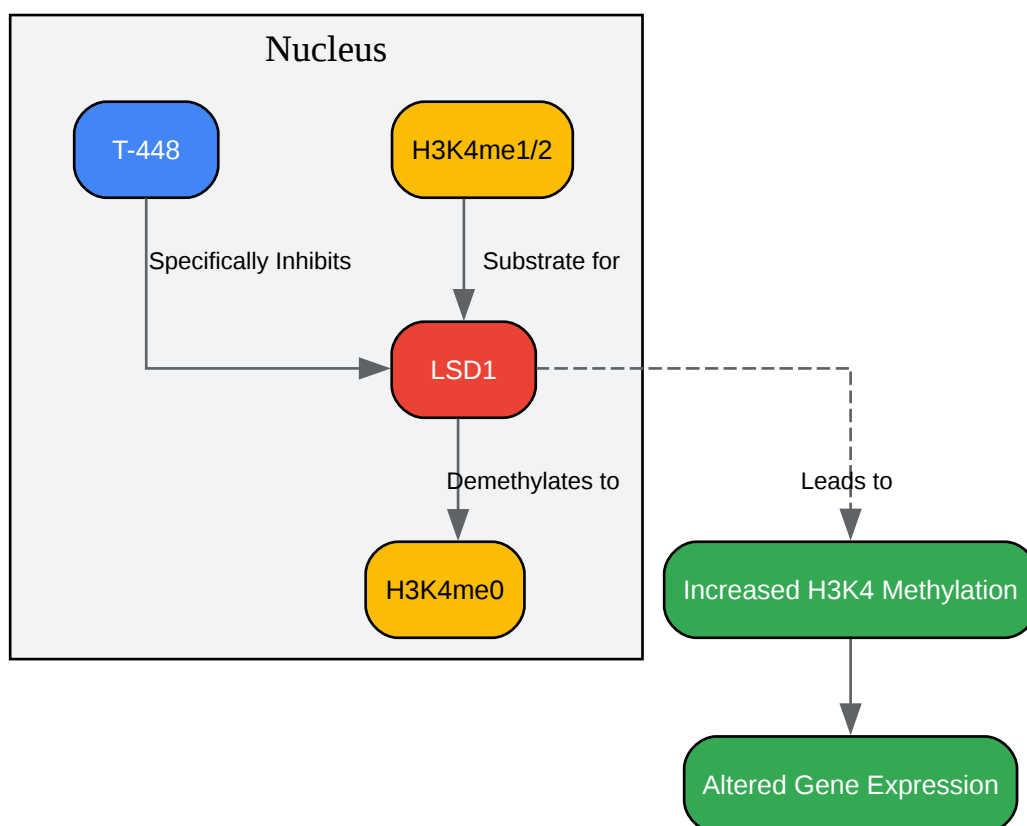 Nucleus
T-448
H3K4me1/2
Specifically Inhibits
Substrate for
LSD1
Demethylates to
Leads to
H3K4me0
Increased H3K4 Methylation
Altered Gene Expression